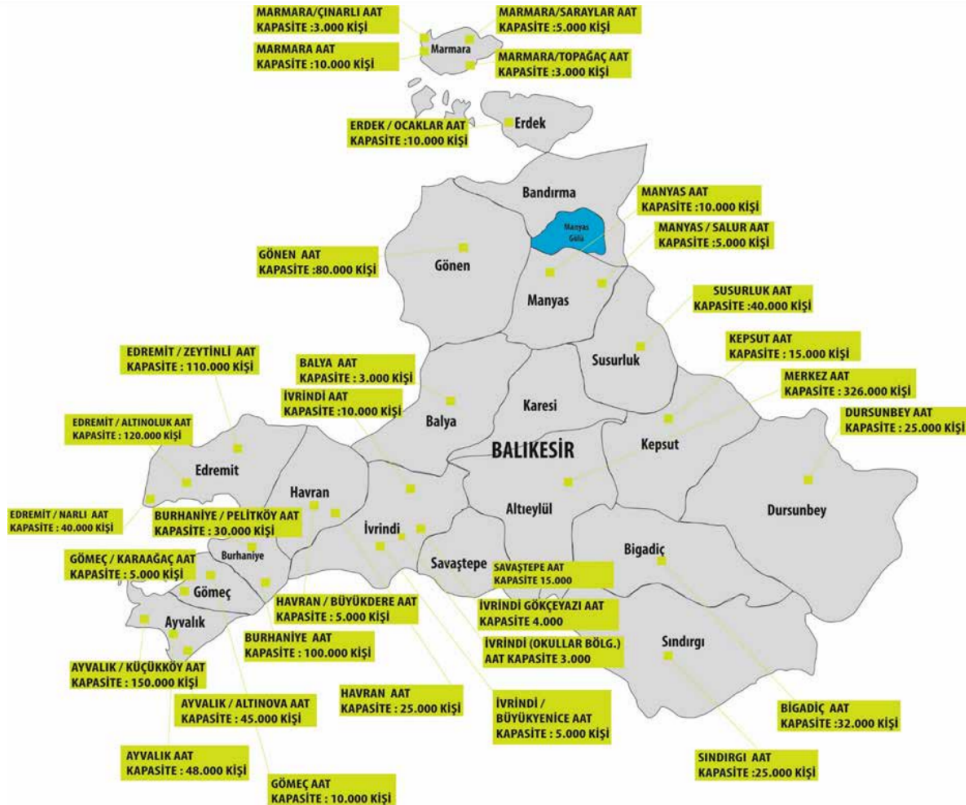 MARMARA/ÇINARLI AAT
KAPASİTE :3.000 KİŞİ
MARMARA/SARAYLAR AAT
KAPASİTE :5.000 KİŞİ
MARMARA AAT
KAPASİTE :10.000 KİŞİ
Marmara
MARMARA/TOPAĞAÇ AAT
KAPASİTE :3.000 KİŞİ
ERDEK / OCAKLAR AAT
KAPASİTE :10.000 KİŞİ
Erdek
Bandırma
MANYAS AAT
KAPASİTE :10.000 KİŞİ
Manyas
Gölü
MANYAS / SALUR AAT
KAPASİTE :5.000 KİŞİ
GÖNEN AAT
KAPASİTE :80.000 KİŞİ
Gönen
Manyas
SUSURLUK AAT
KAPASİTE :40.000 KİŞİ
Susurluk
KEPSUT AAT
KAPASİTE : 15.000 KİŞİ
EDREMİT / ZEYTİNLİ AAT
KAPASİTE : 110.000 KİŞİ
BALYA AAT
KAPASİTE : 3.000 KİŞİ
MERKEZ AAT
KAPASİTE : 326.000 KİŞİ
İVRİNDİ AAT
KAPASİTE :10.000 KİŞİ
Balya
Karesi
DURSUNBEY AAT
KAPASİTE : 25.000 KİŞİ
EDREMİT / ALTINOLUK AAT
KAPASİTE : 120.000 KİŞİ
Edremit
BALIKESİR
Kepsut
Havran
Altıeylül
Dursunbey
EDREMİT / NARLI AAT
KAPASİTE : 40.000 KİŞİ
BURHANİYE / PELİTKÖY AAT
KAPASİTE : 30.000 KİŞİ
İvrindi
Burhaniye
Savaştepe
Bigadiç
GÖMEÇ / KARAAĞAÇ AAT
KAPASİTE : 5.000 KİŞİ
Gömeç
SAVAŞTEPE AAT
KAPASİTE 15.000
HAVRAN / BÜYÜKDERE AAT
KAPASİTE : 5.000 KİŞİ
İVRİNDİ GÖKÇEYAZI AAT
KAPASİTE 4.000
Ayvalık
BURHANİYE AAT
KAPASİTE : 100.000 KİŞİ
İVRİNDİ (OKULLAR BÖLG.)
AAT KAPASİTE 3.000
Sındırgı
AYVALIK / KÜÇÜKKÖY AAT
KAPASİTE : 150.000 KİŞİ
HAVRAN AAT
KAPASİTE : 25.000 KİŞİ
AYVALIK / ALTINOVA AAT
KAPASİTE : 45.000 KİŞİ
İVRİNDİ /
BÜYÜKYENİCE AAT
KAPASİTE : 5.000 KİŞİ
BİGADİÇ AAT
KAPASİTE :32.000 KİŞİ
AYVALIK AAT
KAPASİTE : 48.000 KİŞİ
SINDIRGI AAT
KAPASİTE :25.000 KİŞİ
GÖMEÇ AAT
KAPASİTE : 10.000 KİŞİ